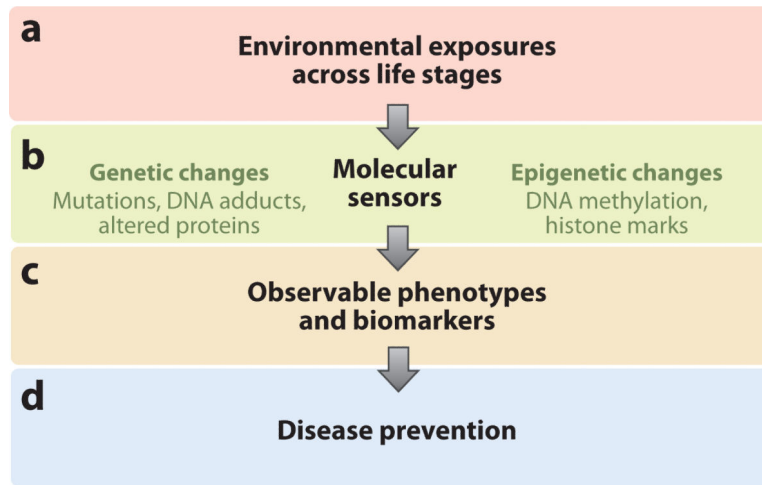 a
Environmental exposures
across life stages
b
Genetic changes
Mutations, DNA adducts,
altered proteins
Molecular
sensors
Epigenetic changes
DNA methylation,
histone marks
c
Observable phenotypes
and biomarkers
d
Disease prevention